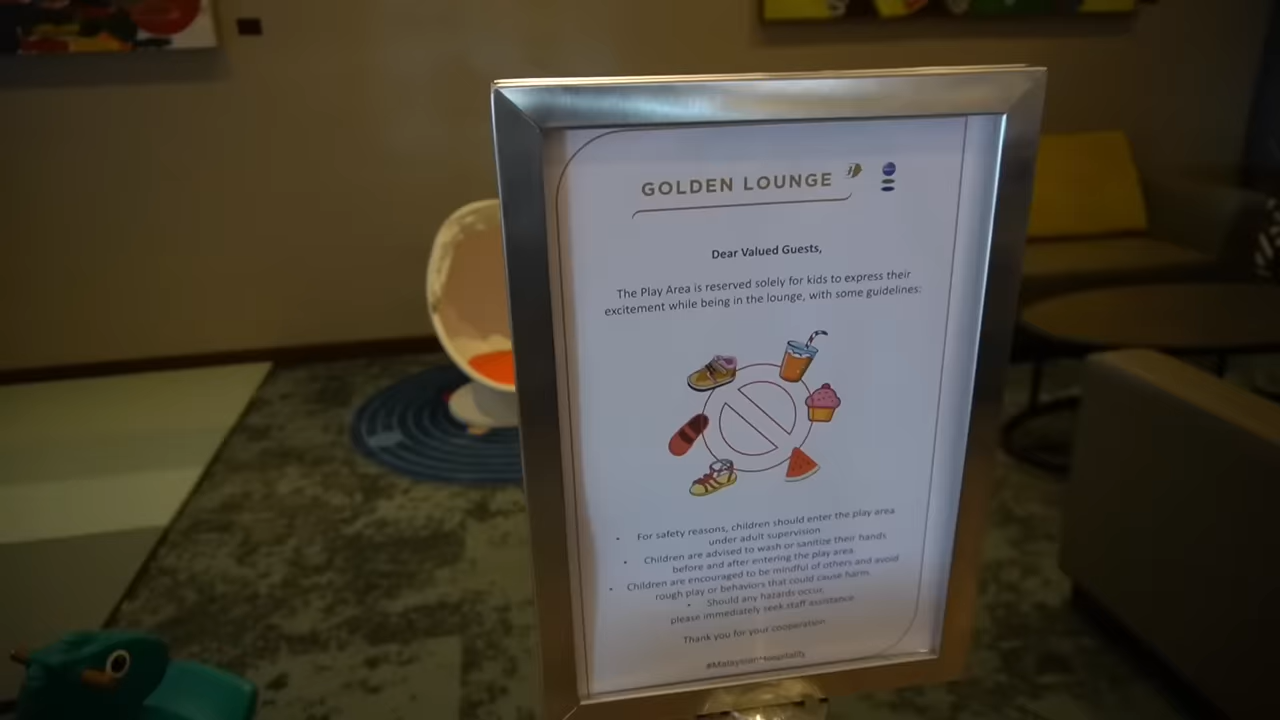 GOLDEN LOUNGE
Dear Valued Guests,
The Play Area is reserved solely for kids to express their
excitement while being in the lounge, with some guidelines:
• For safety reasons, children should enter the play area
under adult supervision
• Children are advised to wash or sanitize their hands
before and after entering the play area.
• Children are encouraged to be mindful of others and avoid
rough play or behaviors that could cause harm.
• Should any hazards occur,
please immediately seek staff assistance
Thank you for your cooperation
#MalaysianHospitality